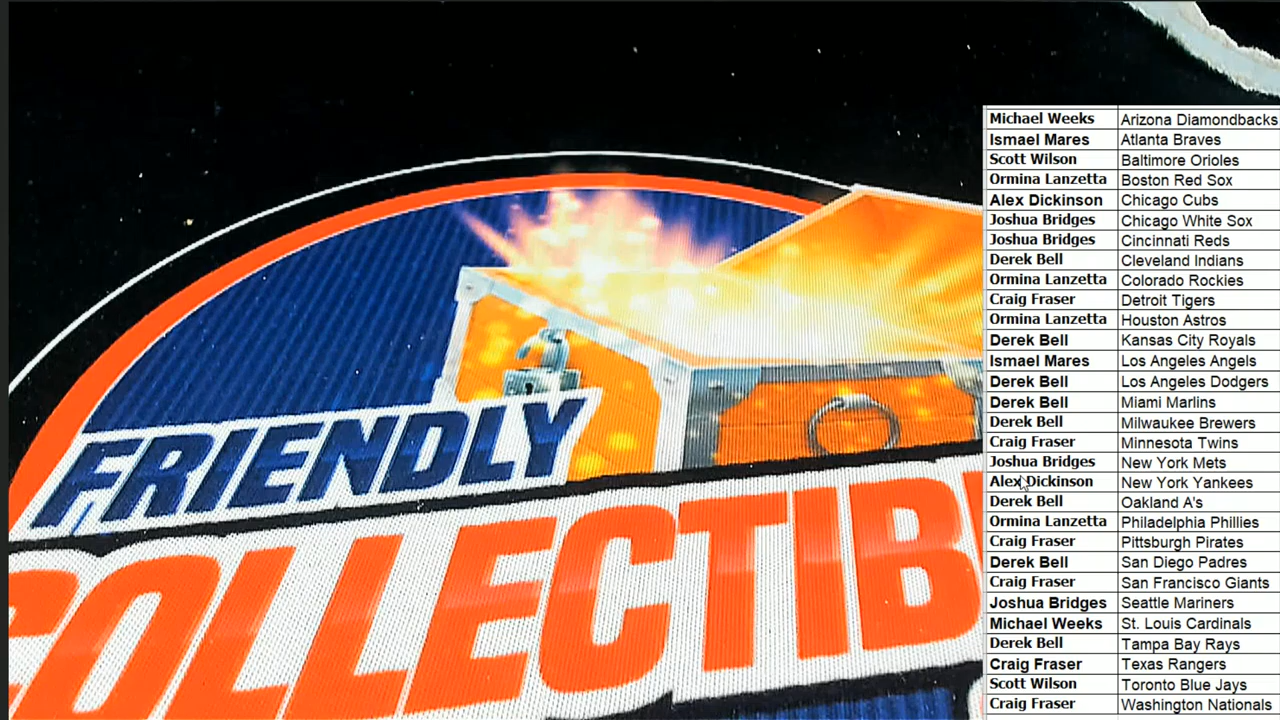 FRIENDLY
COLLECTIB
Michael Weeks Arizona Diamondbacks
Ismael Mares Atlanta Braves
Scott Wilson Baltimore Orioles
Ormina Lanzetta Boston Red Sox
Alex Dickinson Chicago Cubs
Joshua Bridges Chicago White Sox
Joshua Bridges Cincinnati Reds
Derek Bell Cleveland Indians
Ormina Lanzetta Colorado Rockies
Craig Fraser Detroit Tigers
Ormina Lanzetta Houston Astros
Derek Bell Kansas City Royals
Ismael Mares Los Angeles Angels
Derek Bell Los Angeles Dodgers
Derek Bell Miami Marlins
Derek Bell Milwaukee Brewers
Craig Fraser Minnesota Twins
Joshua Bridges New York Mets
Alex Dickinson New York Yankees
Derek Bell Oakland A's
Ormina Lanzetta Philadelphia Phillies
Craig Fraser Pittsburgh Pirates
Derek Bell San Diego Padres
Craig Fraser San Francisco Giants
Joshua Bridges Seattle Mariners
Michael Weeks St. Louis Cardinals
Derek Bell Tampa Bay Rays
Craig Fraser Texas Rangers
Scott Wilson Toronto Blue Jays
Craig Fraser Washington Nationals